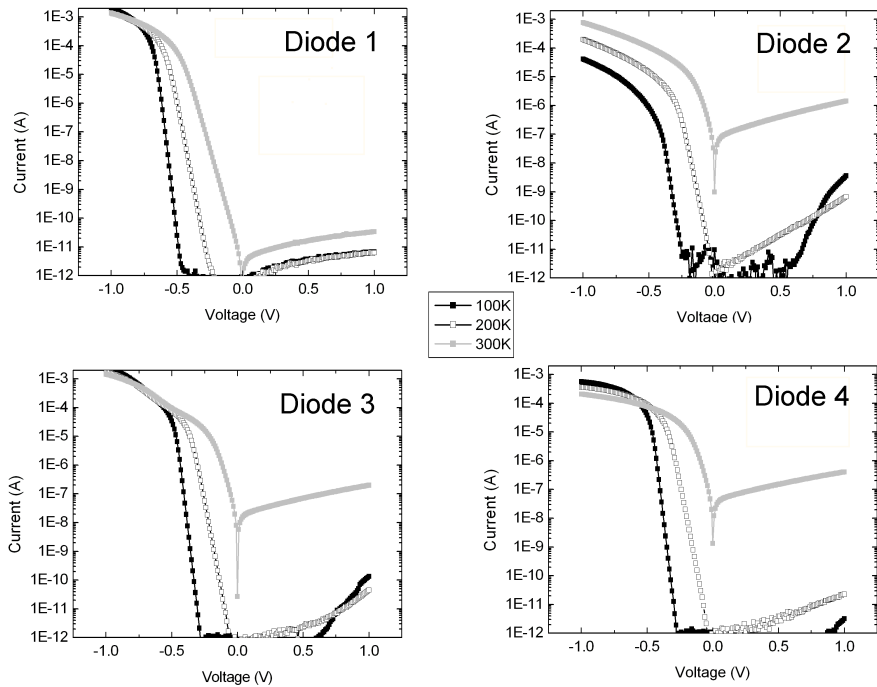 Diode 1
1E-3
1E-4
1E-5
1E-6
1E-7
1E-8
1E-9
1E-10
1E-11
1E-12
Current (A)
-1.0
-0.5
0.0
0.5
1.0
Voltage (V)
Diode 2
1E-3
1E-4
1E-5
1E-6
1E-7
1E-8
1E-9
1E-10
1E-11
1E-12
Current (A)
-1.0
-0.5
0.0
0.5
1.0
Voltage (V)
100K
200K
300K
Diode 3
1E-3
1E-4
1E-5
1E-6
1E-7
1E-8
1E-9
1E-10
1E-11
1E-12
Current (A)
-1.0
-0.5
0.0
0.5
1.0
Voltage (V)
Diode 4
1E-3
1E-4
1E-5
1E-6
1E-7
1E-8
1E-9
1E-10
1E-11
1E-12
Current (A)
-1.0
-0.5
0.0
0.5
1.0
Voltage (V)